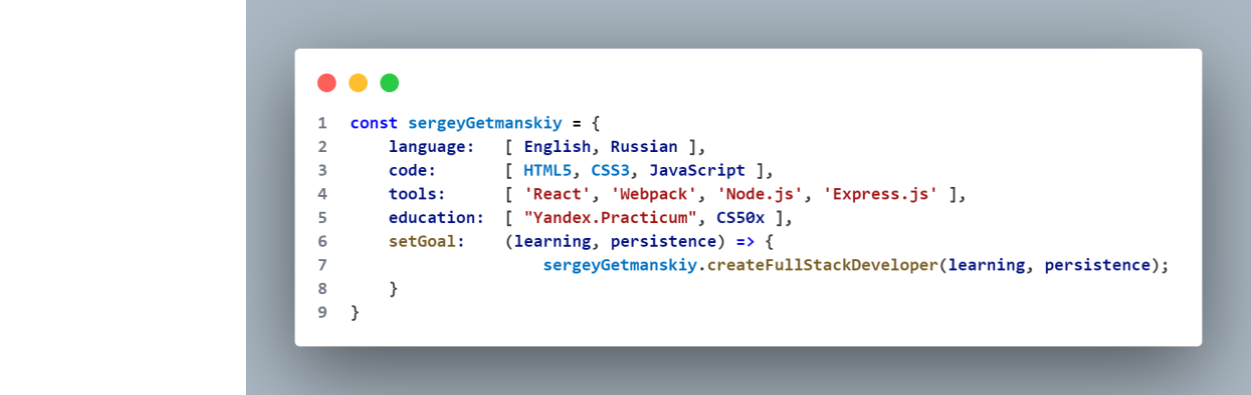 1 const sergeyGetmanskiy = {
2     language:   [ English, Russian ],
3     code:       [ HTML5, CSS3, JavaScript ],
4     tools:      [ 'React', 'Webpack', 'Node.js', 'Express.js' ],
5     education:  [ "Yandex.Practicum", CS50x ],
6     setGoal:    (learning, persistence) => {
7                     sergeyGetmanskiy.createFullStackDeveloper(learning, persistence);
8     }
9 }